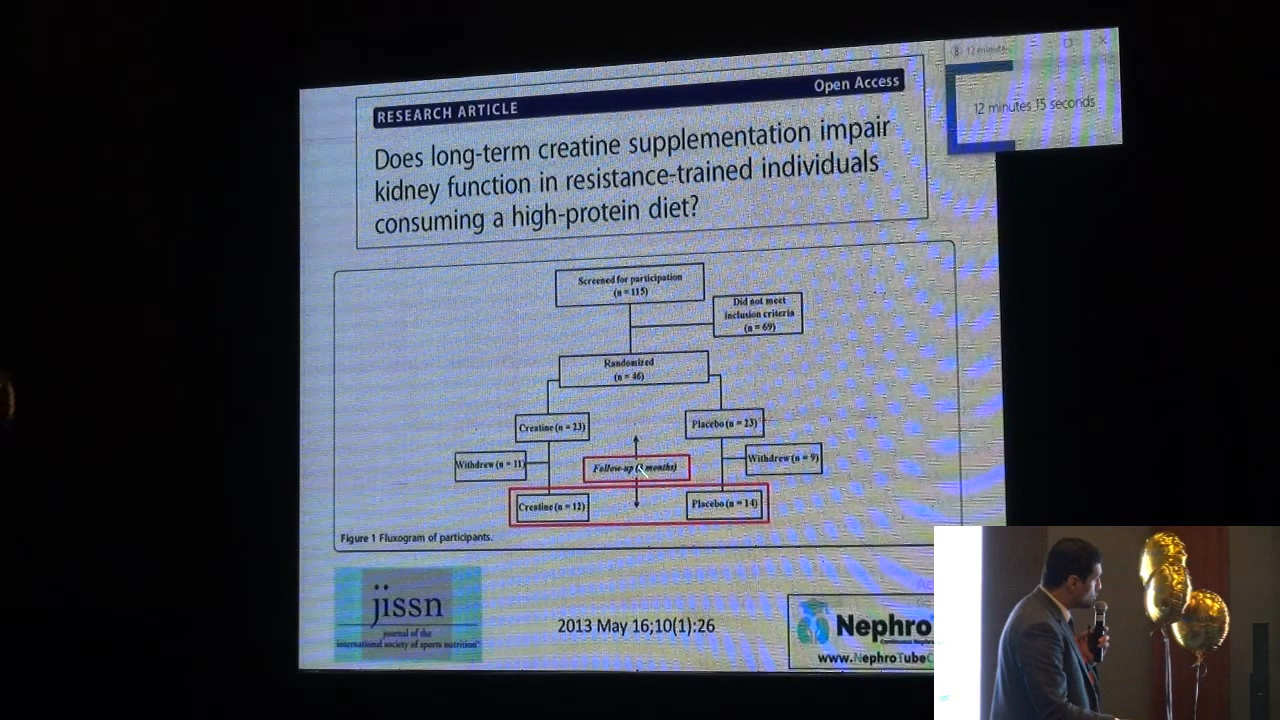 12 minutes 15 seconds
RESEARCH ARTICLE
Open Access
Does long-term creatine supplementation impair
kidney function in resistance-trained individuals
consuming a high-protein diet?
Screened for participation
(n = 115)
Did not meet
inclusion criteria
(n = 69)
Randomized
(n = 46)
Creatine (n = 23)
Placebo (n = 23)
Withdrew (n = 11)
Follow-up ( months)
Withdrew (n = 9)
Creatine (n = 12)
Placebo (n = 14)
Figure 1 Fluxogram of participants.
jissn
journal of the
international society of sports nutrition
2013 May 16;10(1):26
Nephro
www.NephroTube